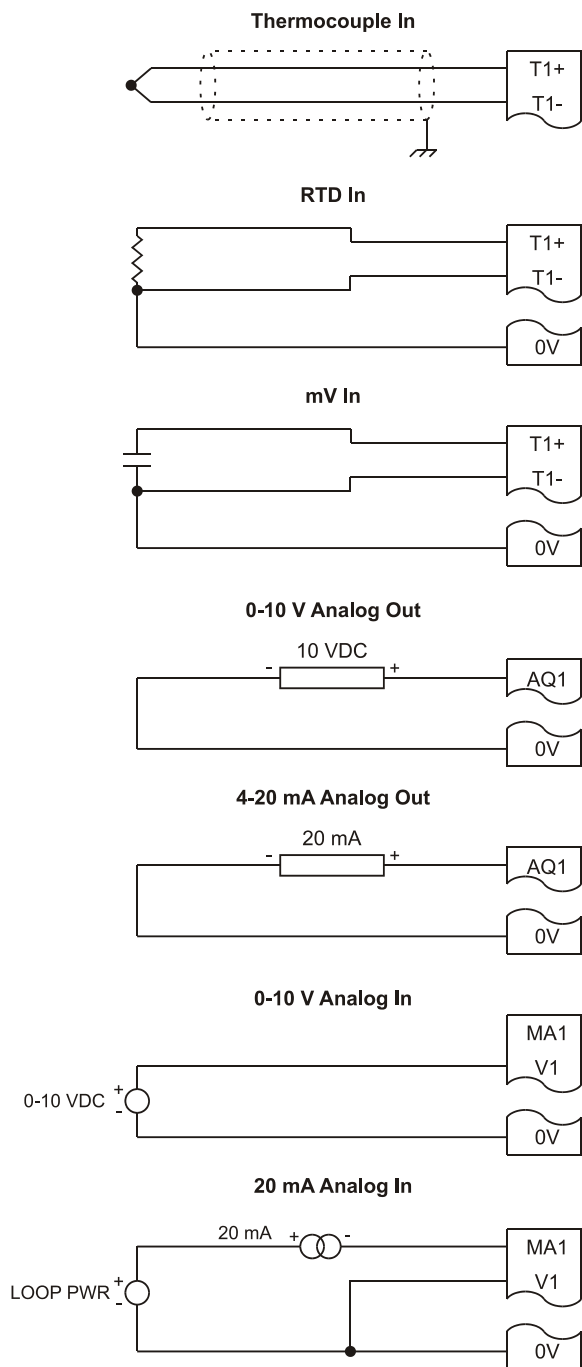 Thermocouple In
T1+
T1-
RTD In
T1+
T1-
0V
mV In
T1+
T1-
0V
0-10 V Analog Out
- 10 VDC +
AQ1
0V
4-20 mA Analog Out
- 20 mA +
AQ1
0V
0-10 V Analog In
MA1
V1
+
0-10 VDC
-
0V
20 mA Analog In
20 mA + -
MA1
V1
+
LOOP PWR
-
0V